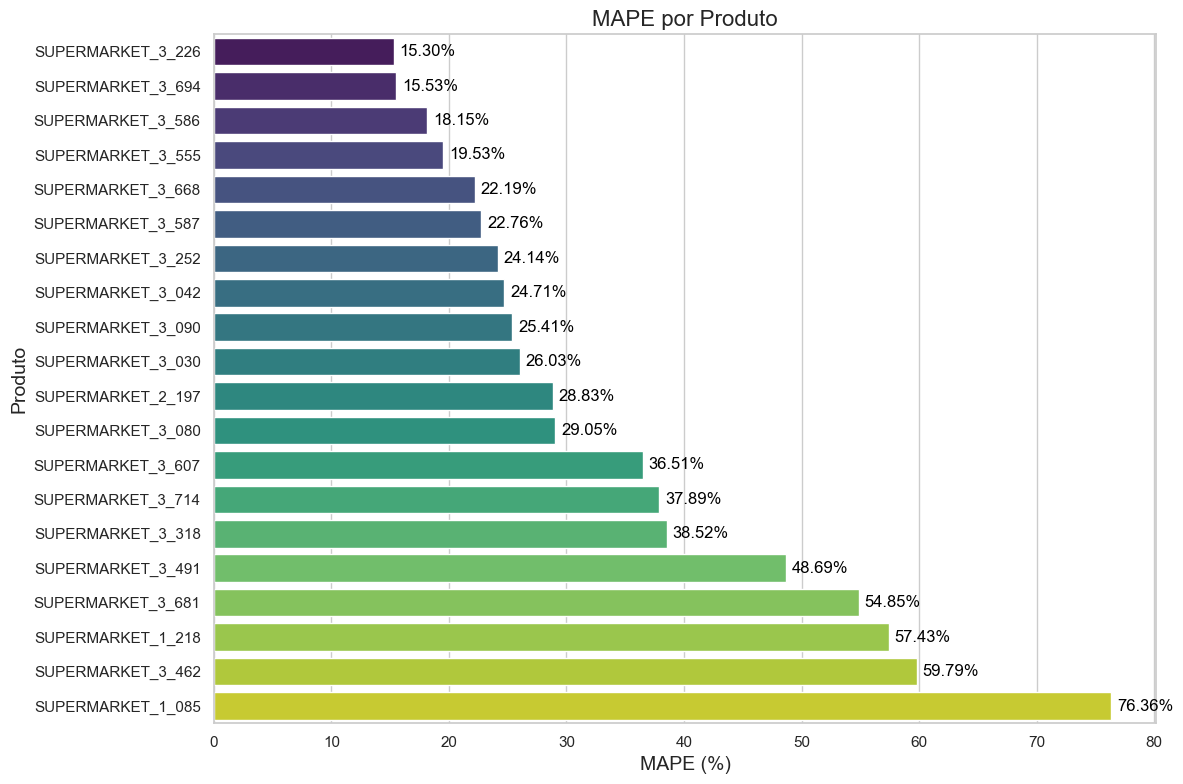 MAPE por Produto
SUPERMARKET_3_226 15.30%
SUPERMARKET_3_694 15.53%
SUPERMARKET_3_586 18.15%
SUPERMARKET_3_555 19.53%
SUPERMARKET_3_668 22.19%
SUPERMARKET_3_587 22.76%
SUPERMARKET_3_252 24.14%
SUPERMARKET_3_042 24.71%
SUPERMARKET_3_090 25.41%
SUPERMARKET_3_030 26.03%
SUPERMARKET_2_197 28.83%
SUPERMARKET_3_080 29.05%
SUPERMARKET_3_607 36.51%
SUPERMARKET_3_714 37.89%
SUPERMARKET_3_318 38.52%
SUPERMARKET_3_491 48.69%
SUPERMARKET_3_681 54.85%
SUPERMARKET_1_218 57.43%
SUPERMARKET_3_462 59.79%
SUPERMARKET_1_085 76.36%
Produto
0 10 20 30 40 50 60 70 80
MAPE (%)